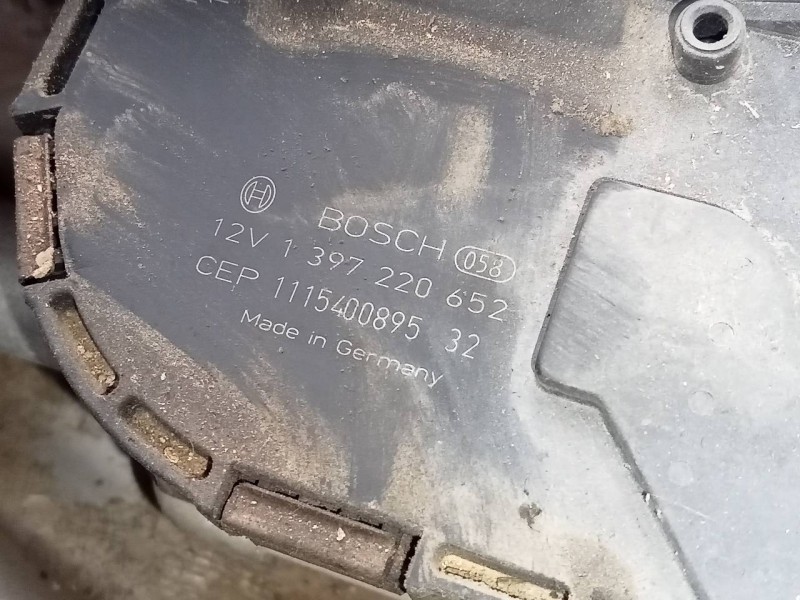 BOSCH 058
12V 1 397 220 652
CEP 1115400895 32
Made in Germany